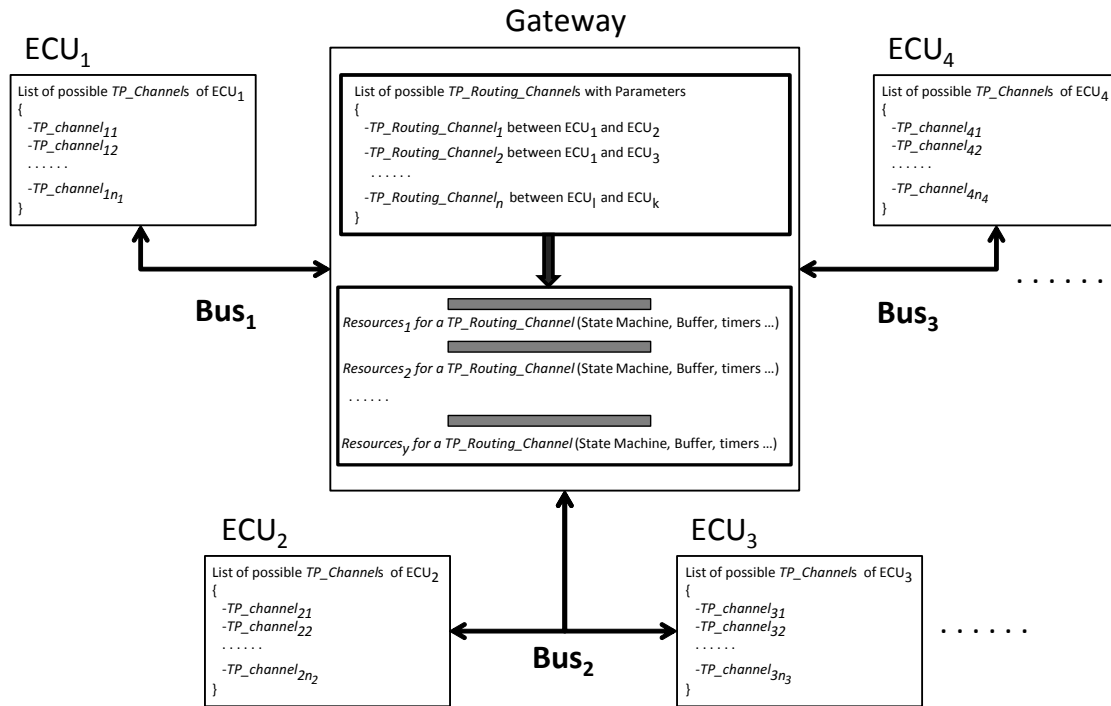 Gateway
ECU₁
List of possible TP_Channels of ECU₁
{
-TP_channel₁₁
-TP_channel₁₂
. . . . . .
-TP_channel₁ₙ₁
}
List of possible TP_Routing_Channels with Parameters
{
-TP_Routing_Channel₁ between ECU₁ and ECU₂
-TP_Routing_Channel₂ between ECU₁ and ECU₃
. . . . . .
-TP_Routing_Channelₙ between ECUₗ and ECUₖ
}
ECU₄
List of possible TP_Channels of ECU₄
{
-TP_channel₄₁
-TP_channel₄₂
. . . . . .
-TP_channel₄ₙ₄
}
Bus₁
Bus₃
. . . . . .
Resources₁ for a TP_Routing_Channel (State Machine, Buffer, timers ...)
Resources₂ for a TP_Routing_Channel (State Machine, Buffer, timers ...)
. . . . . .
Resourcesᵧ for a TP_Routing_Channel (State Machine, Buffer, timers ...)
ECU₂
List of possible TP_Channels of ECU₂
{
-TP_channel₂₁
-TP_channel₂₂
. . . . . .
-TP_channel₂ₙ₂
}
Bus₂
ECU₃
List of possible TP_Channels of ECU₃
{
-TP_channel₃₁
-TP_channel₃₂
. . . . . .
-TP_channel₃ₙ₃
}
. . . . . .